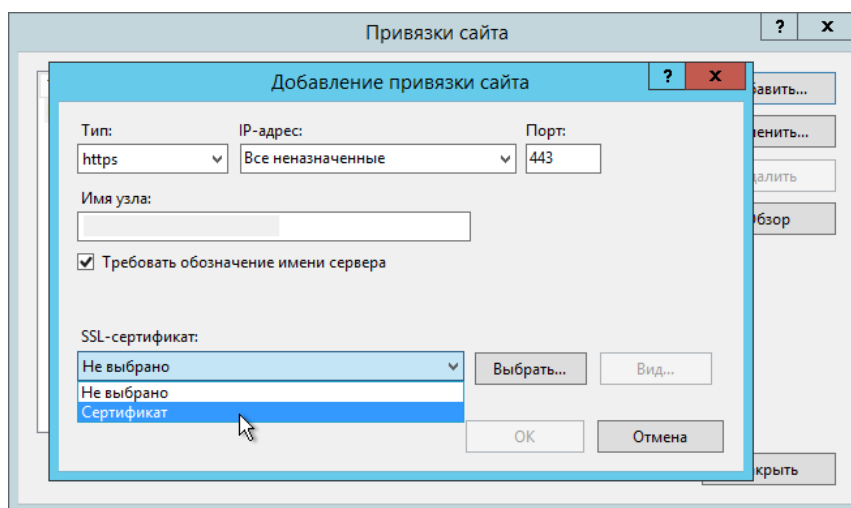 Привязки сайта
Добавление привязки сайта
Тип:
IP-адрес:
Порт:
https
Все неназначенные
443
Имя узла:
Требовать обозначение имени сервера
SSL-сертификат:
Не выбрано
Выбрать...
Вид...
Не выбрано
Сертификат
OK
Отмена